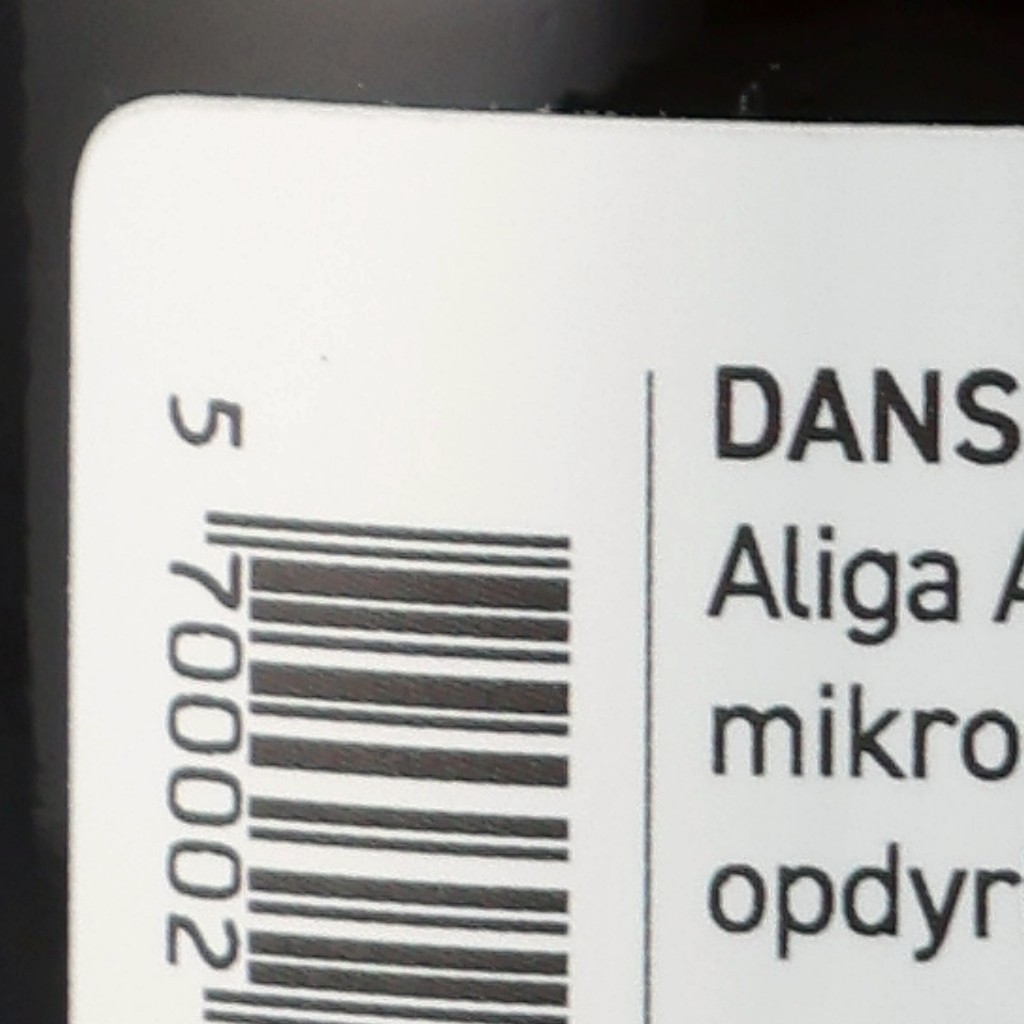 5 700002
DANS
Aliga A
mikro
opdyr